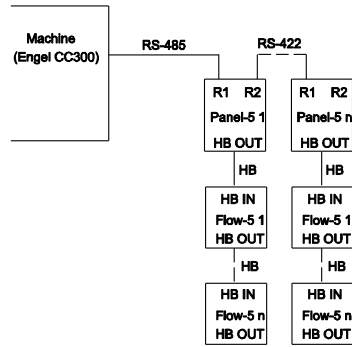 Machine
(Engel CC300)
RS-485
RS-422
R1 R2
Panel-5 1
HB OUT
R1 R2
Panel-5 n
HB OUT
HB
HB
HB IN
Flow-5 1
HB OUT
HB IN
Flow-5 1
HB OUT
HB
HB
HB IN
Flow-5 n
HB OUT
HB IN
Flow-5 n
HB OUT